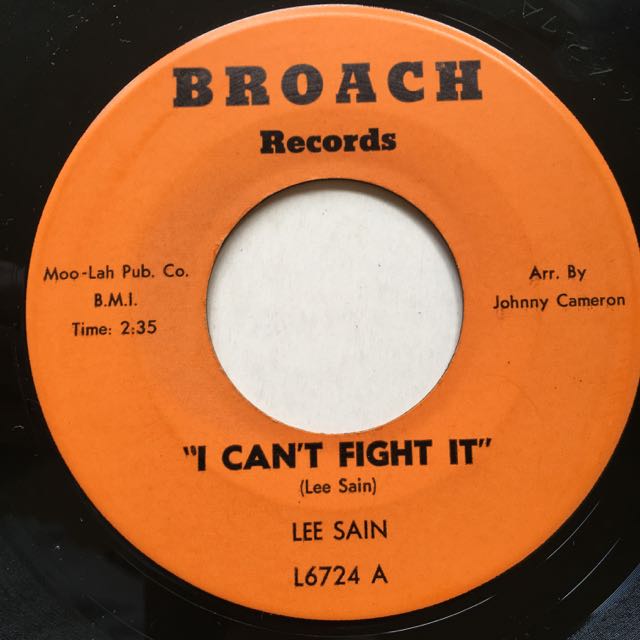 BROACH
Records
Moo-Lah Pub. Co.
B.M.I.
Time: 2:35
Arr. By
Johnny Cameron
"I CAN'T FIGHT IT"
(Lee Sain)
LEE SAIN
L6724 A